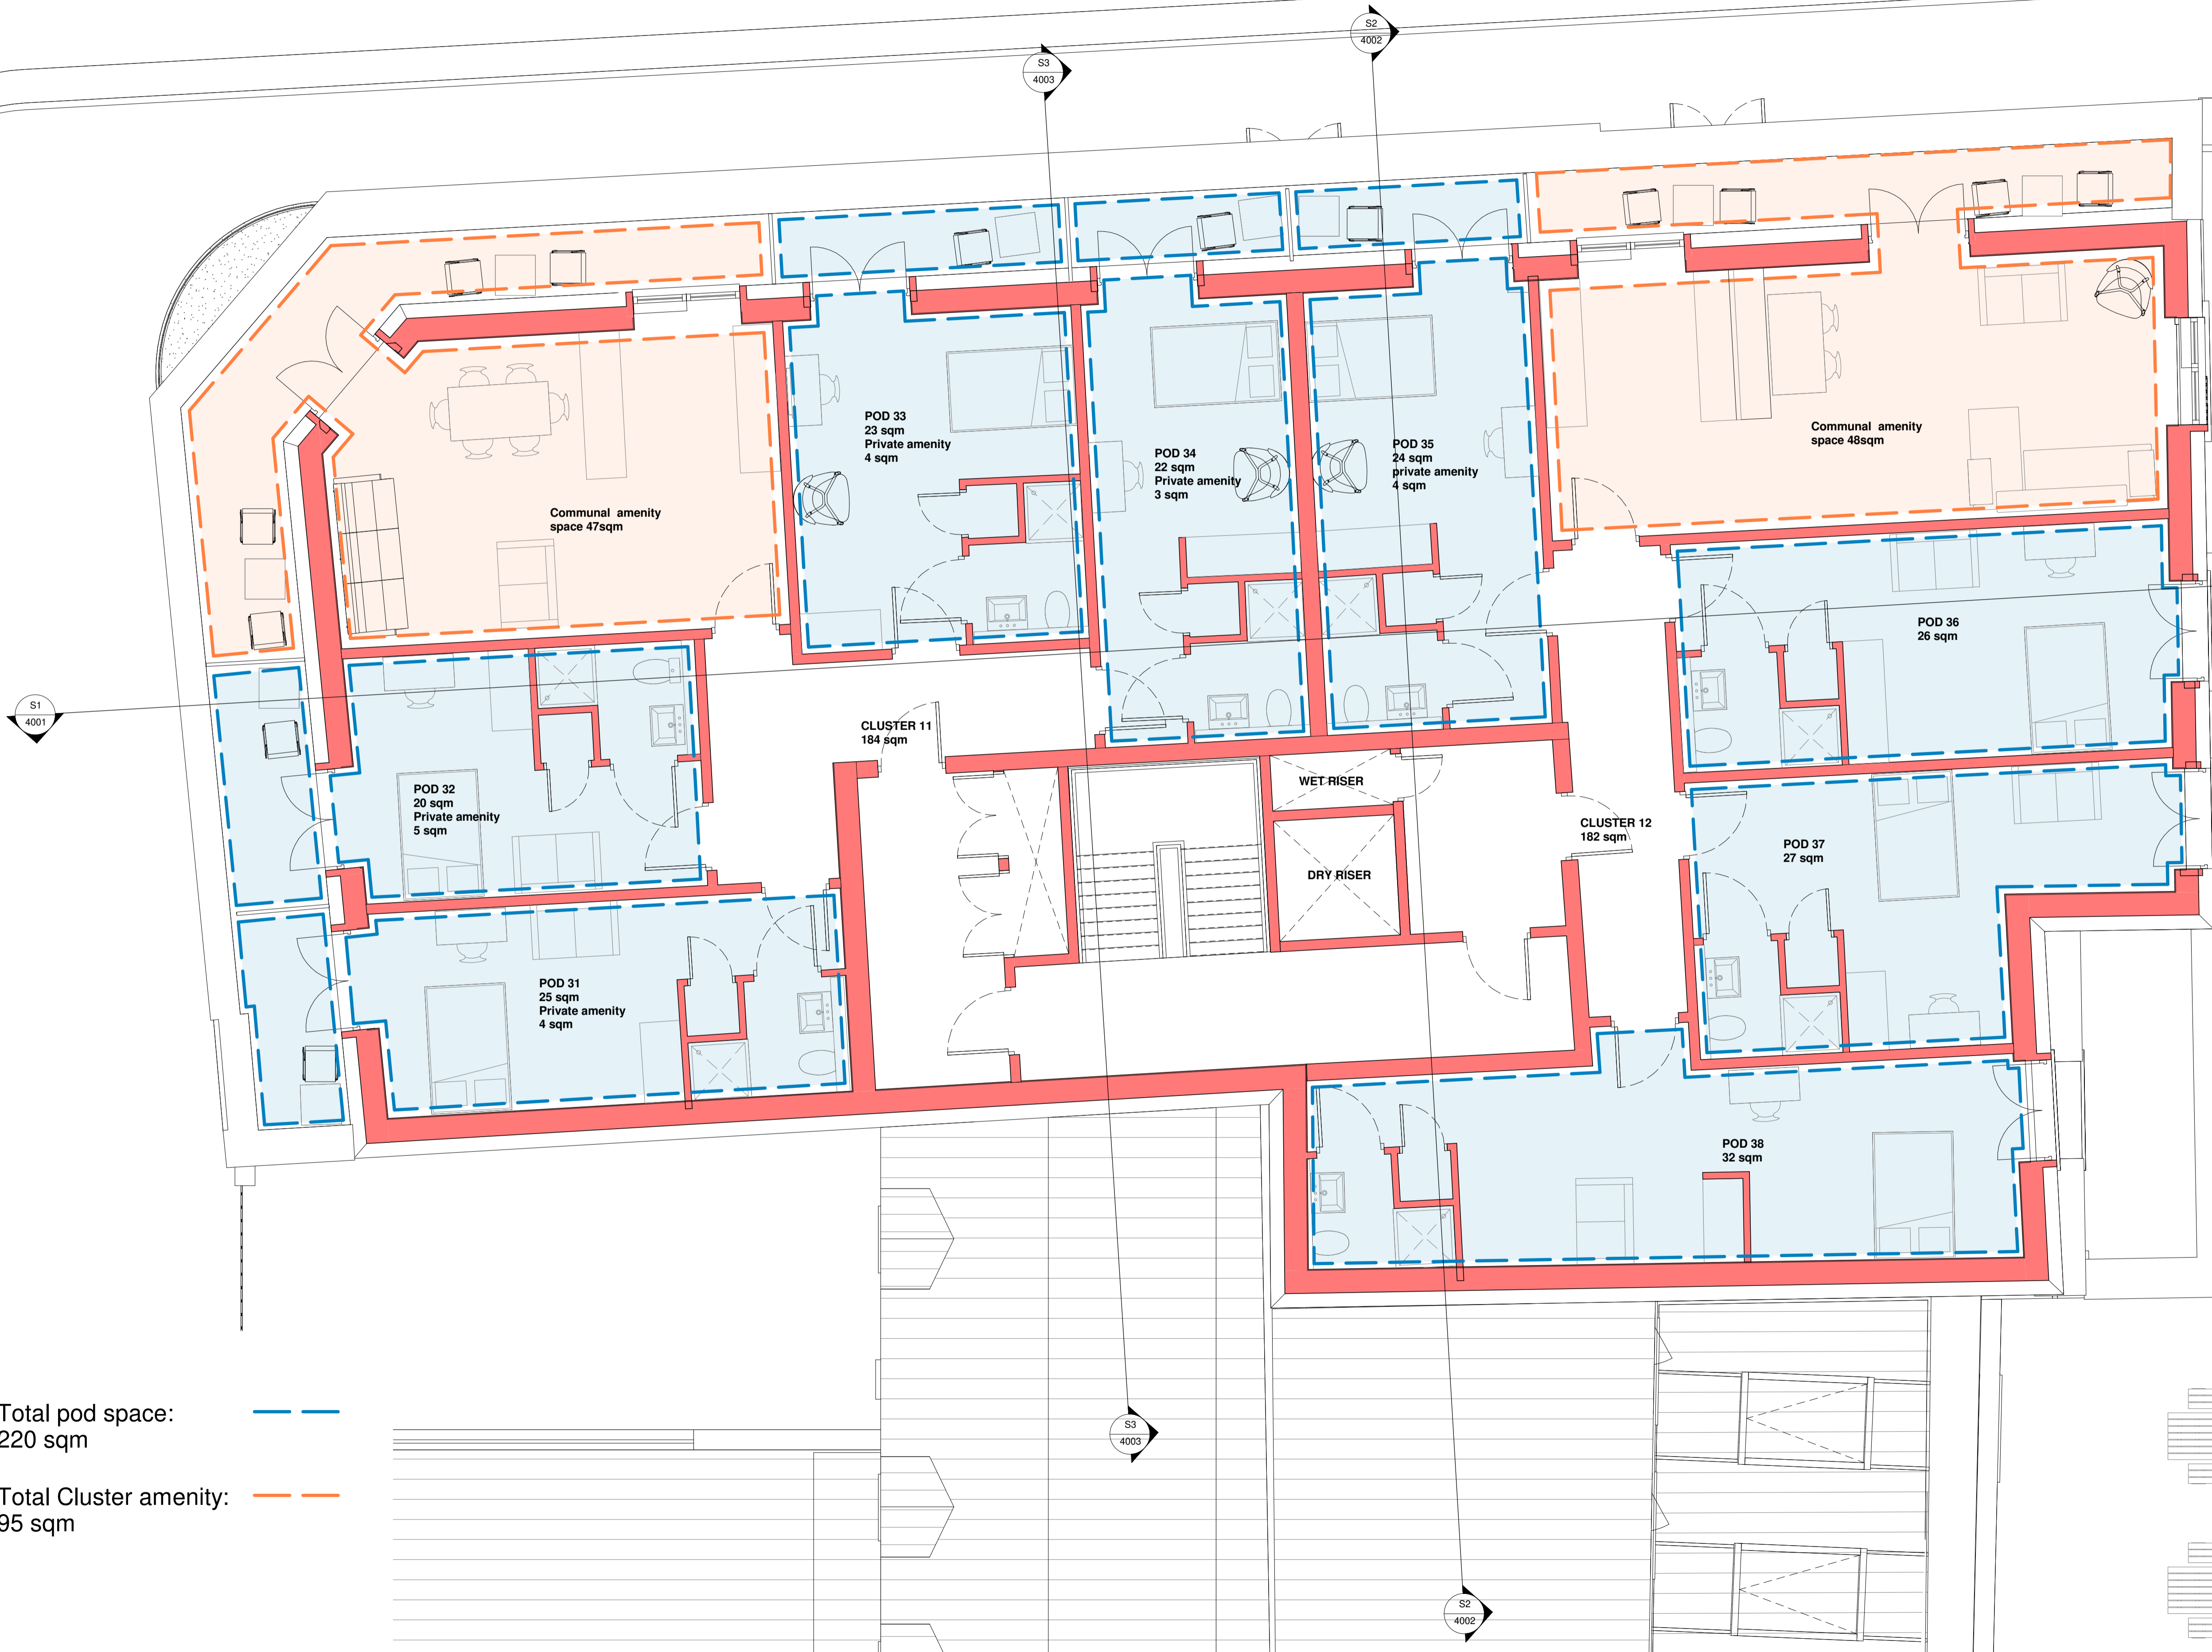 S2
4002
S3
4003
POD 33
23 sqm
Private amenity
4 sqm
POD 34
22 sqm
Private amenity
3 sqm
POD 35
24 sqm
private amenity
4 sqm
Communal amenity
space 48sqm
Communal amenity
space 47sqm
POD 36
26 sqm
S1
4001
CLUSTER 11
184 sqm
WET RISER
POD 32
20 sqm
Private amenity
5 sqm
CLUSTER 12
182 sqm
POD 37
27 sqm
DRY RISER
POD 31
25 sqm
Private amenity
4 sqm
POD 38
32 sqm
Total pod space:
220 sqm
S3
4003
Total Cluster amenity:
95 sqm
S2
4002